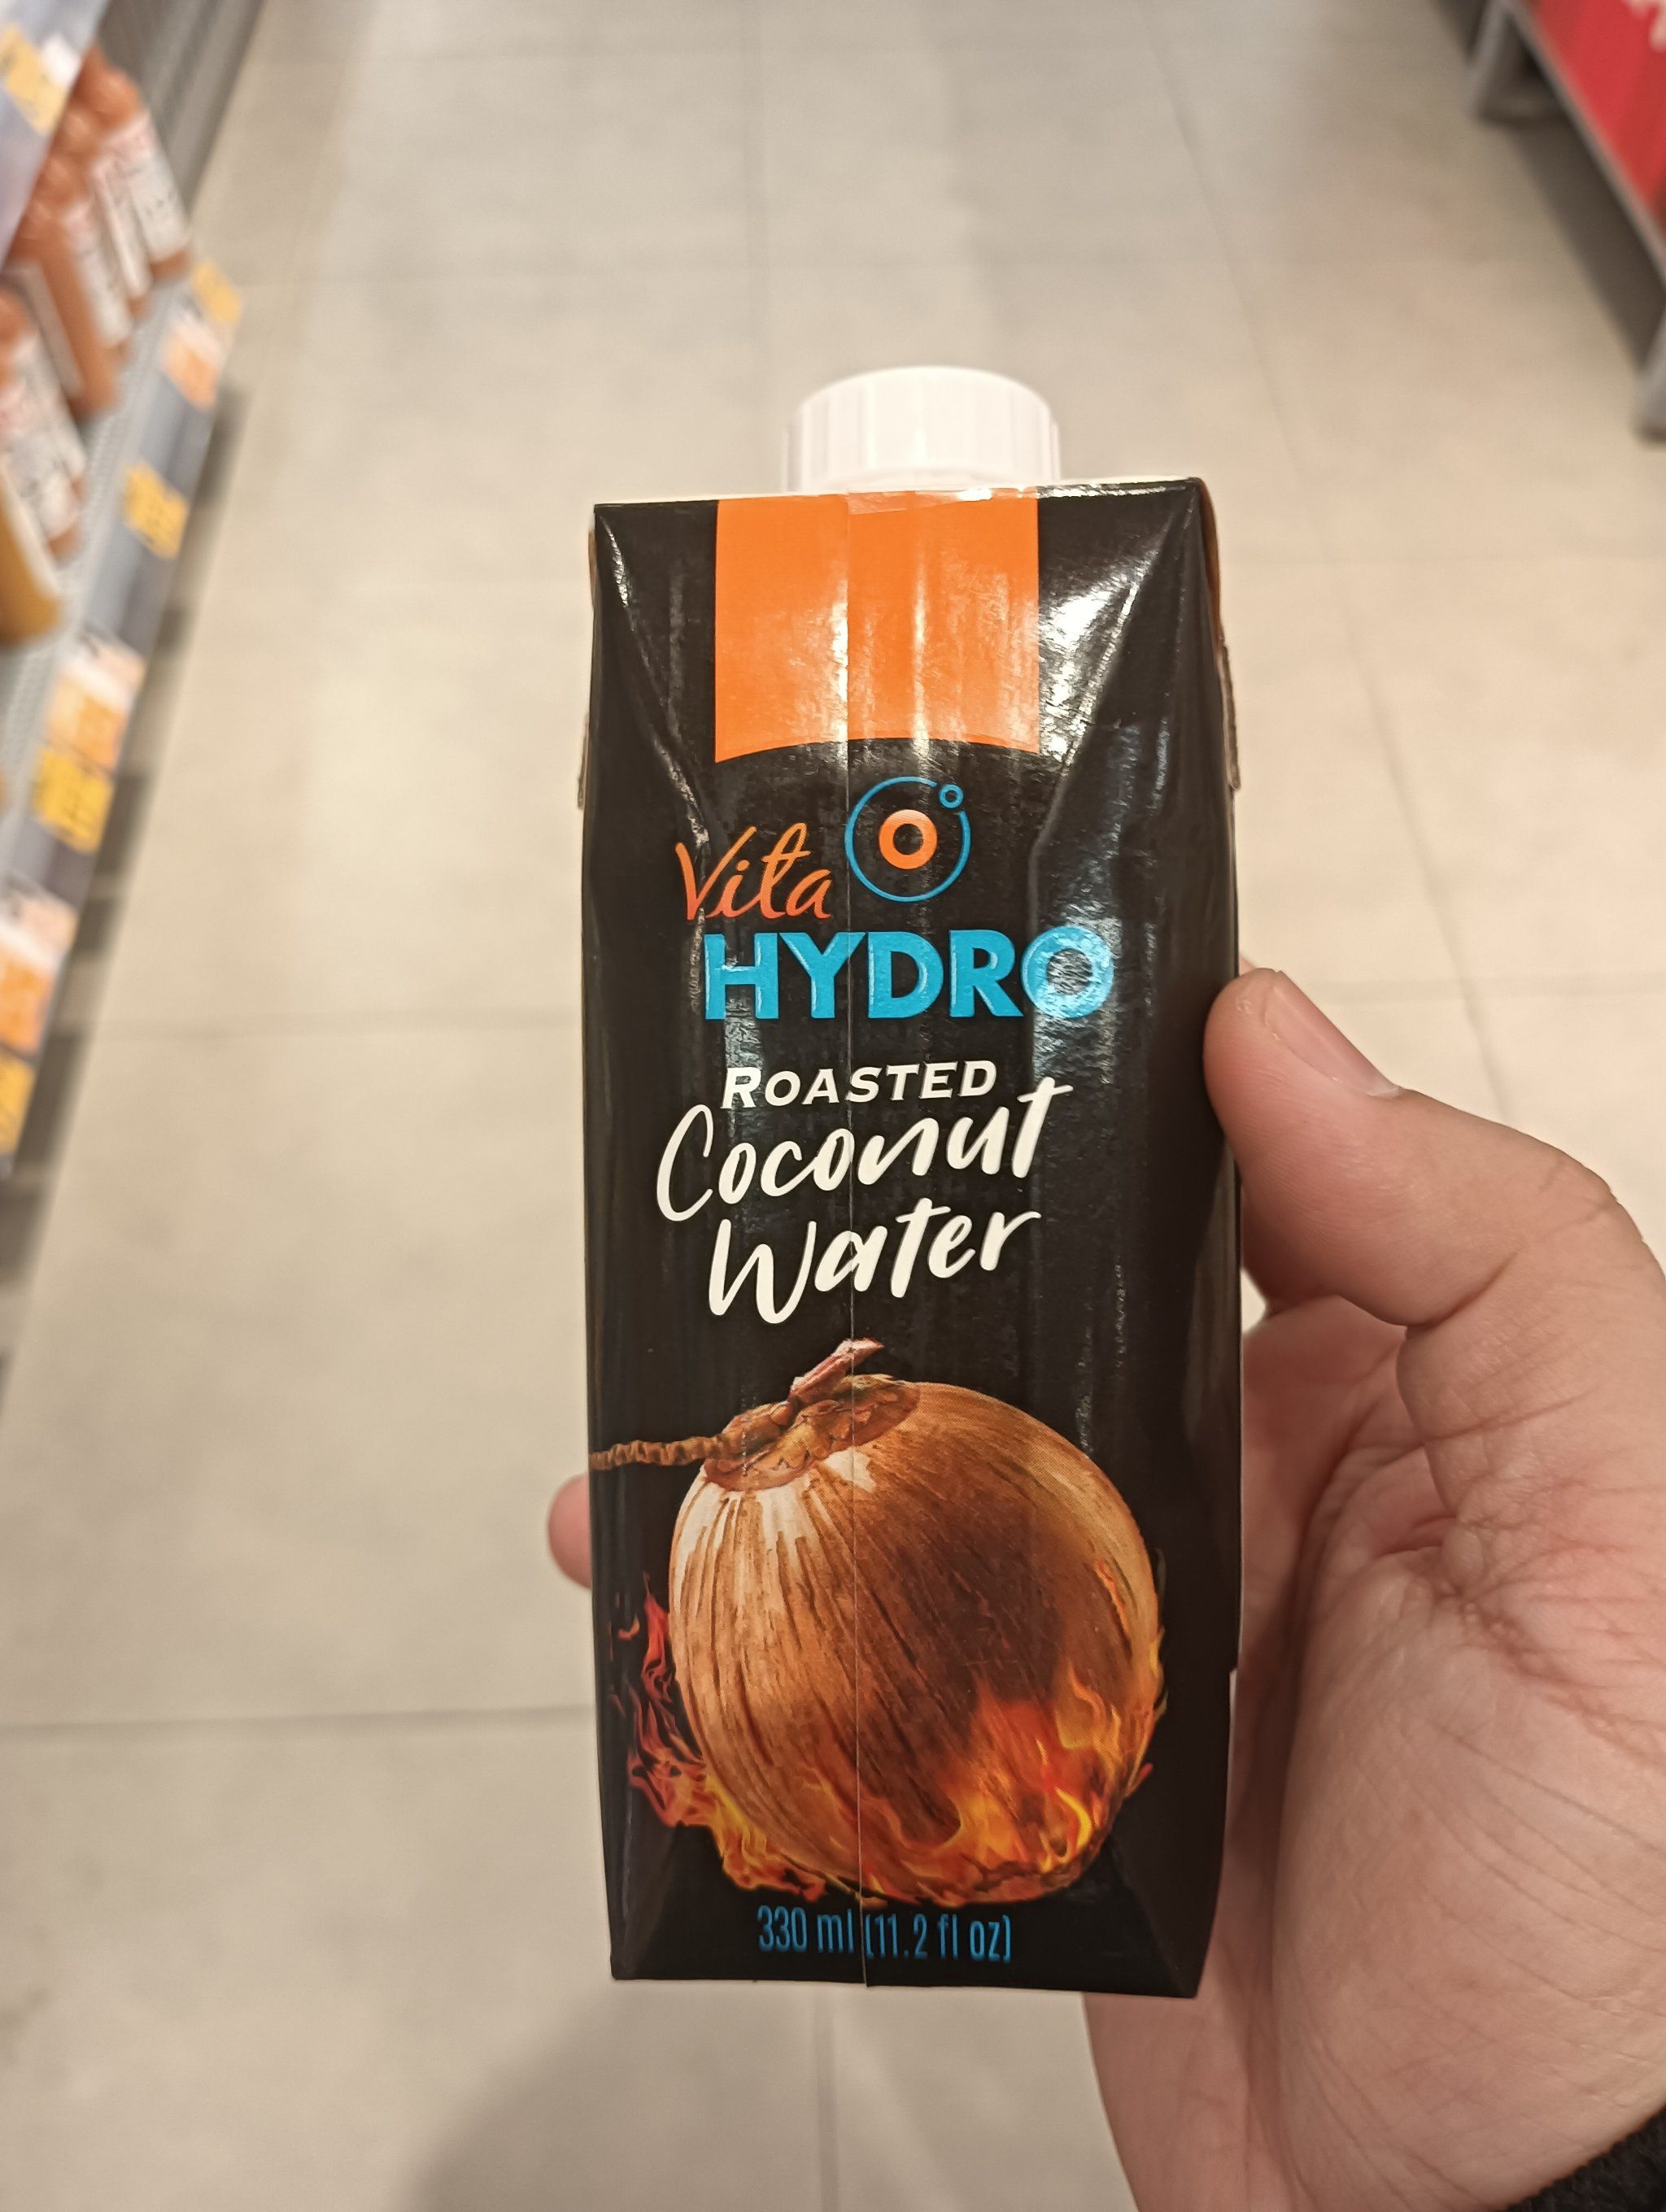 Vita
HYDRO
ROASTED
Coconut
Water
330 ml (11.2 fl oz)